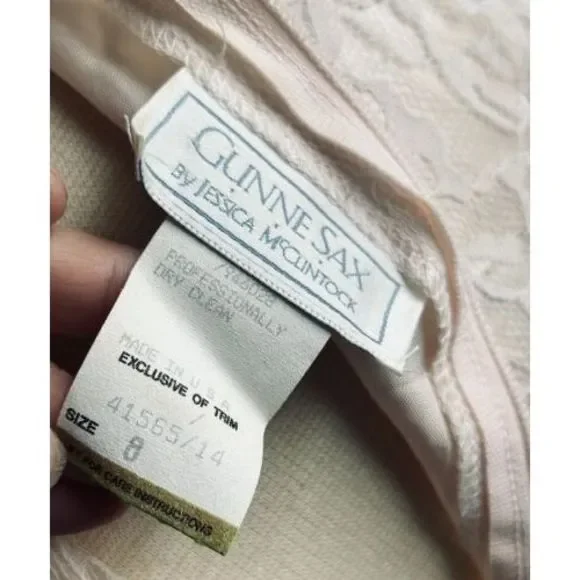 GUNNE SAX
BY JESSICA McCLINTOCK
PROFESSIONALLY
DRY CLEAN
MADE IN U S A
EXCLUSIVE OF TRIM
41565/14
SIZE 8
FOR CARE INSTRUCTIONS